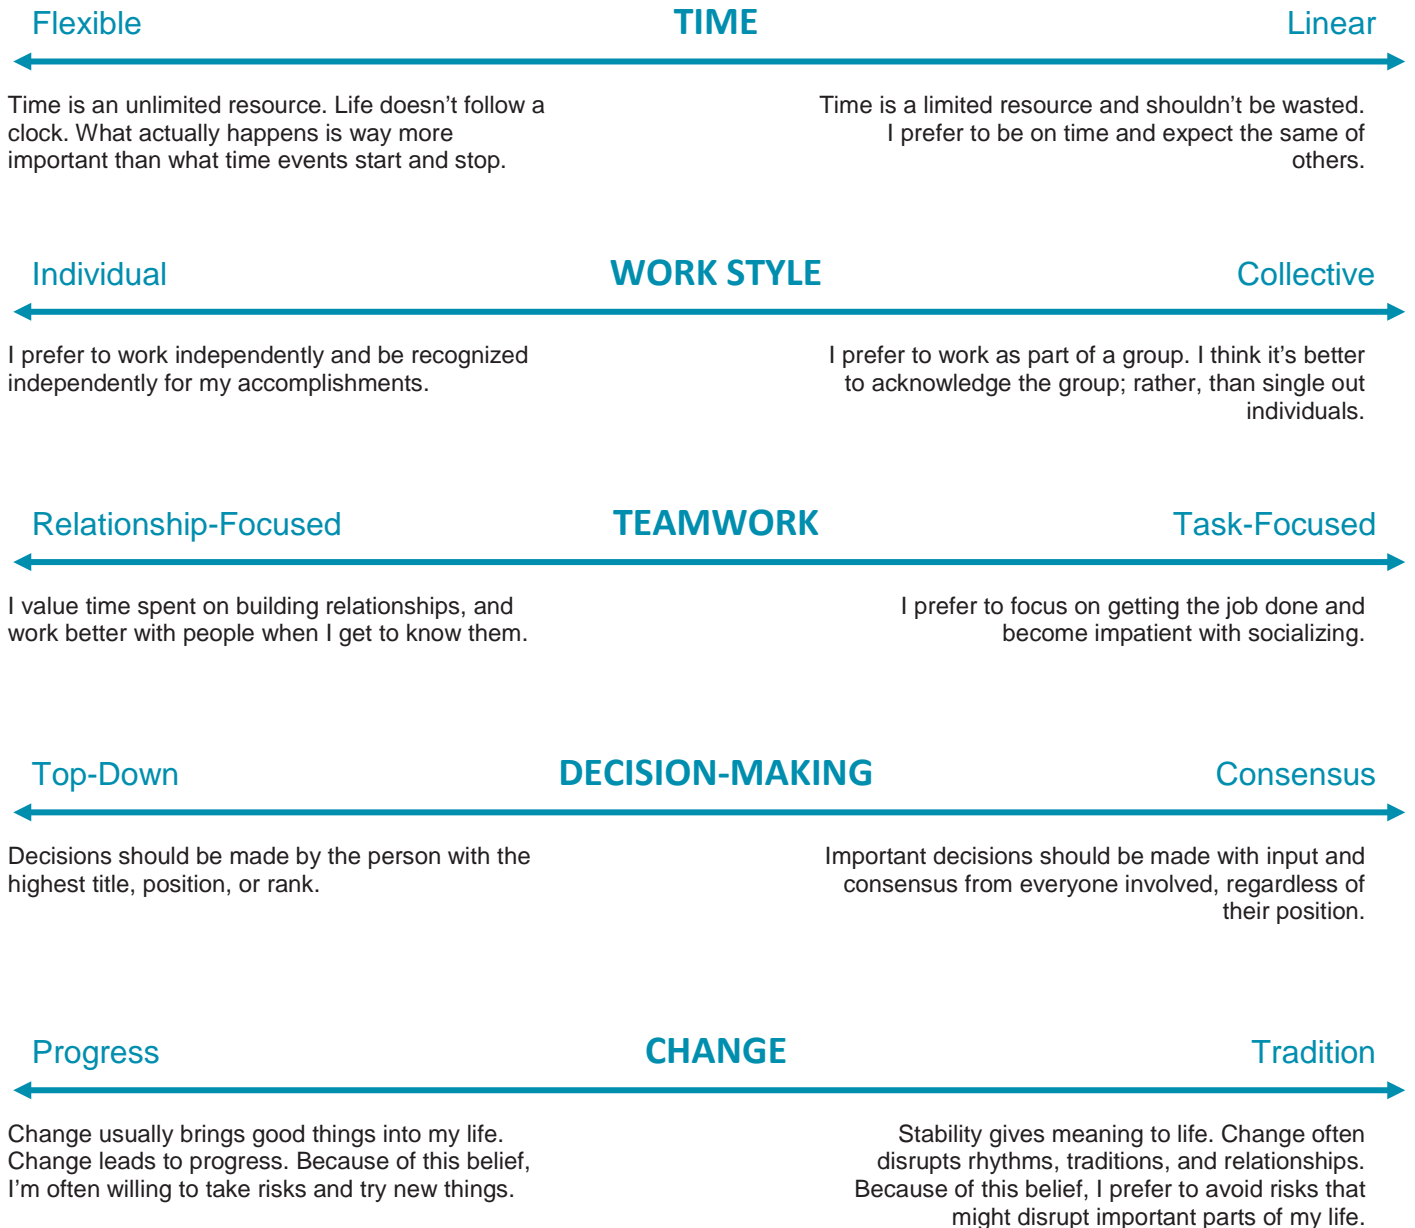 Flexible TIME Linear
Time is an unlimited resource. Life doesn’t follow a
clock. What actually happens is way more
important than what time events start and stop.
Time is a limited resource and shouldn’t be wasted.
I prefer to be on time and expect the same of
others.
Individual WORK STYLE Collective
I prefer to work independently and be recognized
independently for my accomplishments.
I prefer to work as part of a group. I think it’s better
to acknowledge the group; rather, than single out
individuals.
Relationship-Focused TEAMWORK Task-Focused
I value time spent on building relationships, and
work better with people when I get to know them.
I prefer to focus on getting the job done and
become impatient with socializing.
Top-Down DECISION-MAKING Consensus
Decisions should be made by the person with the
highest title, position, or rank.
Important decisions should be made with input and
consensus from everyone involved, regardless of
their position.
Progress CHANGE Tradition
Change usually brings good things into my life.
Change leads to progress. Because of this belief,
I’m often willing to take risks and try new things.
Stability gives meaning to life. Change often
disrupts rhythms, traditions, and relationships.
Because of this belief, I prefer to avoid risks that
might disrupt important parts of my life.